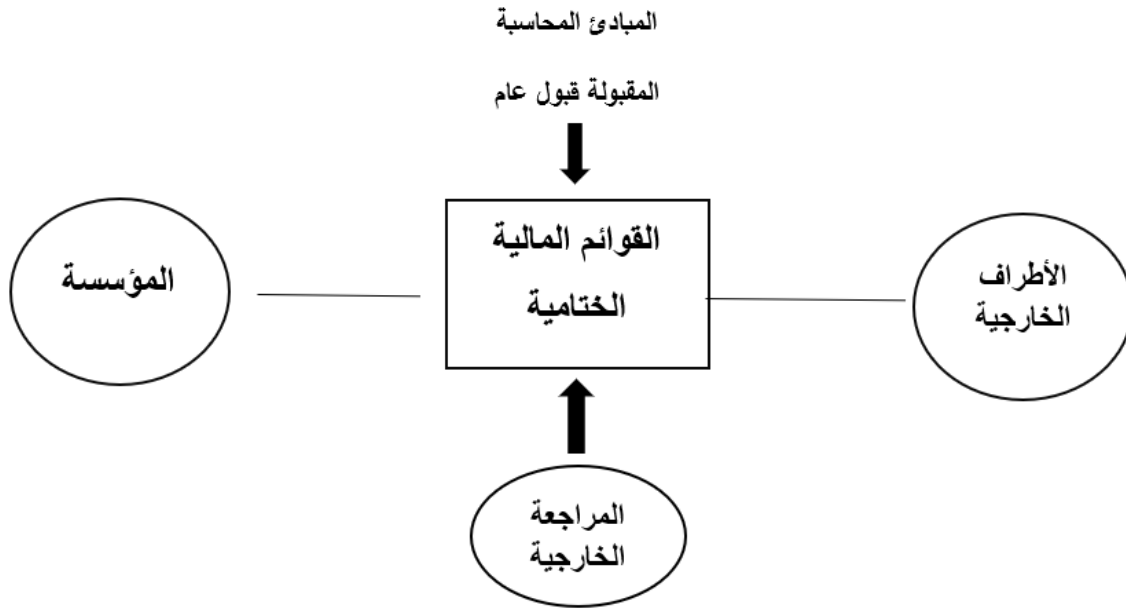 المبادئ المحاسبة
المقبولة قبول عام
القوائم المالية
الختامية
الأطراف
الخارجية
المؤسسة
المراجعة
الخارجية